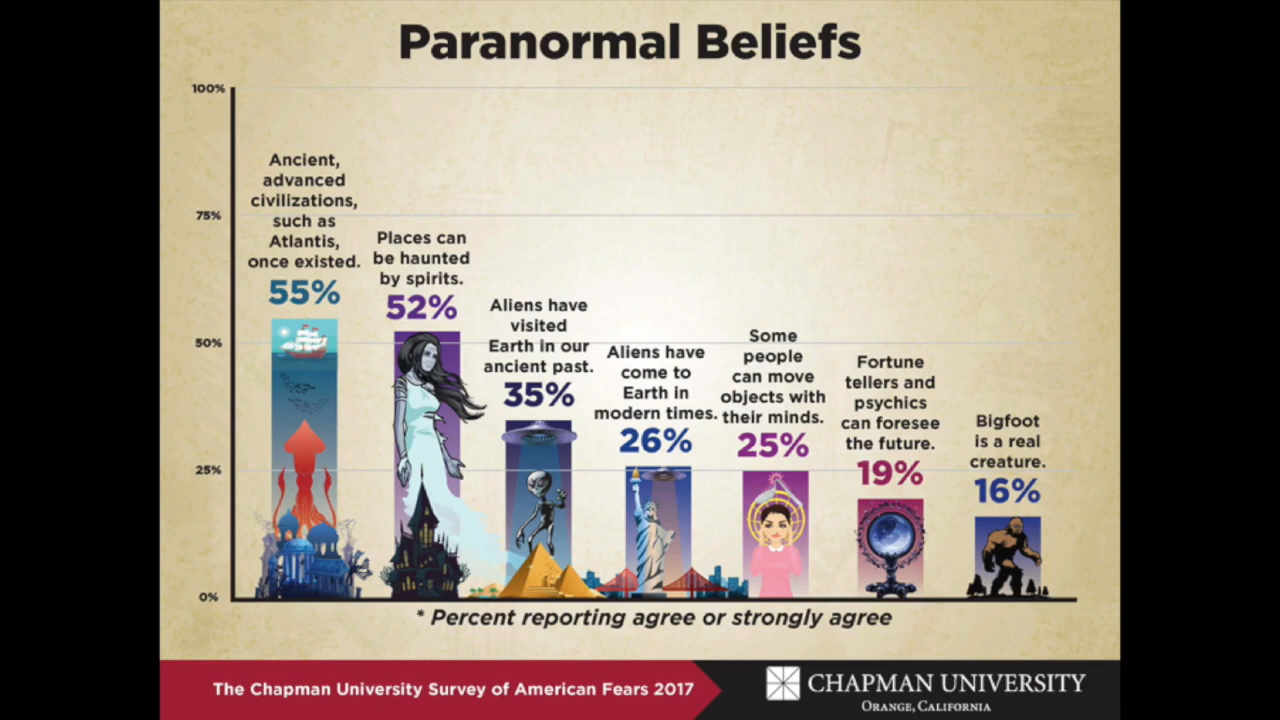 Paranormal Beliefs
100%
75%
50%
25%
0%
Ancient,
advanced
civilizations,
such as
Atlantis,
once existed.
55%
Places can
be haunted
by spirits.
52%
Aliens have
visited
Earth in our
ancient past.
35%
Aliens have
come to
Earth in
modern times.
26%
Some
people
can move
objects with
their minds.
25%
Fortune
tellers and
psychics
can foresee
the future.
19%
Bigfoot
is a real
creature.
16%
* Percent reporting agree or strongly agree
The Chapman University Survey of American Fears 2017
CHAPMAN UNIVERSITY
ORANGE, CALIFORNIA